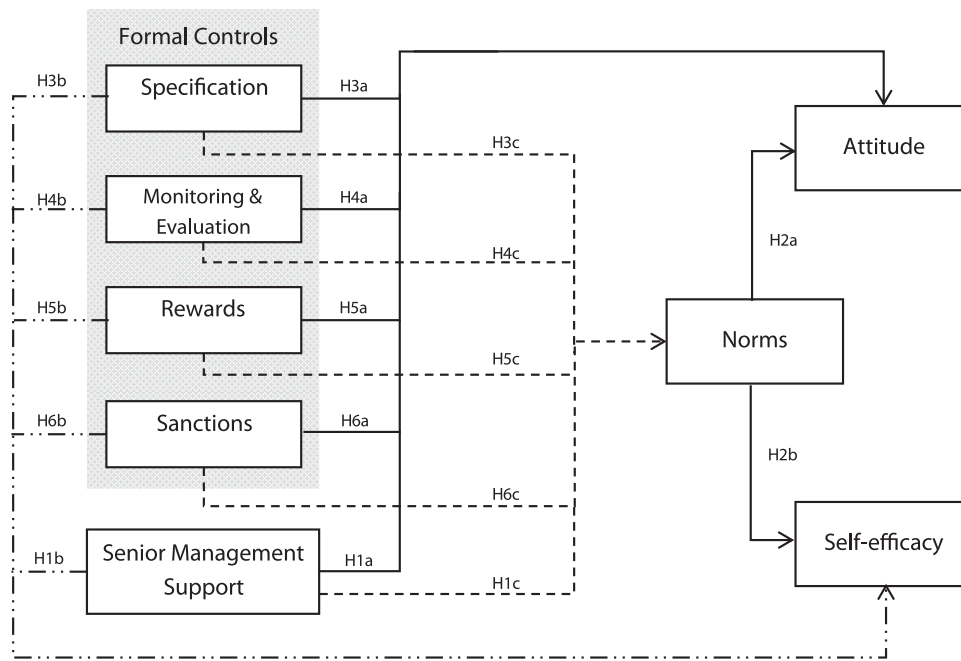 Formal Controls
H3b
Specification
H3a
H3c
Attitude
H4b
Monitoring &
Evaluation
H4a
H4c
H2a
H5b
Rewards
H5a
H5c
Norms
H6b
Sanctions
H6a
H6c
H2b
H1b
Senior Management
Support
H1a
H1c
Self-efficacy